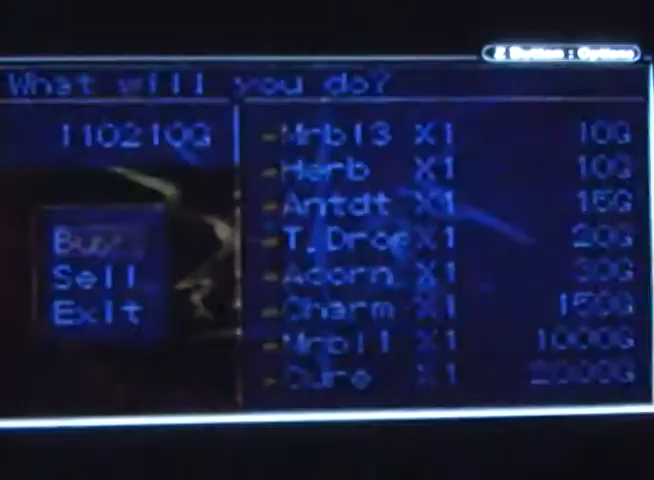 Z Button : Options
What will you do?
110210G
Buy
Sell
Exit
Mrbl3 X1 10G
Herb X1 10G
Antdt X1 15G
T.Drop X1 20G
Acorn X1 30G
Charm X1 150G
Mrbl1 X1 1000G
Cure X1 2000G